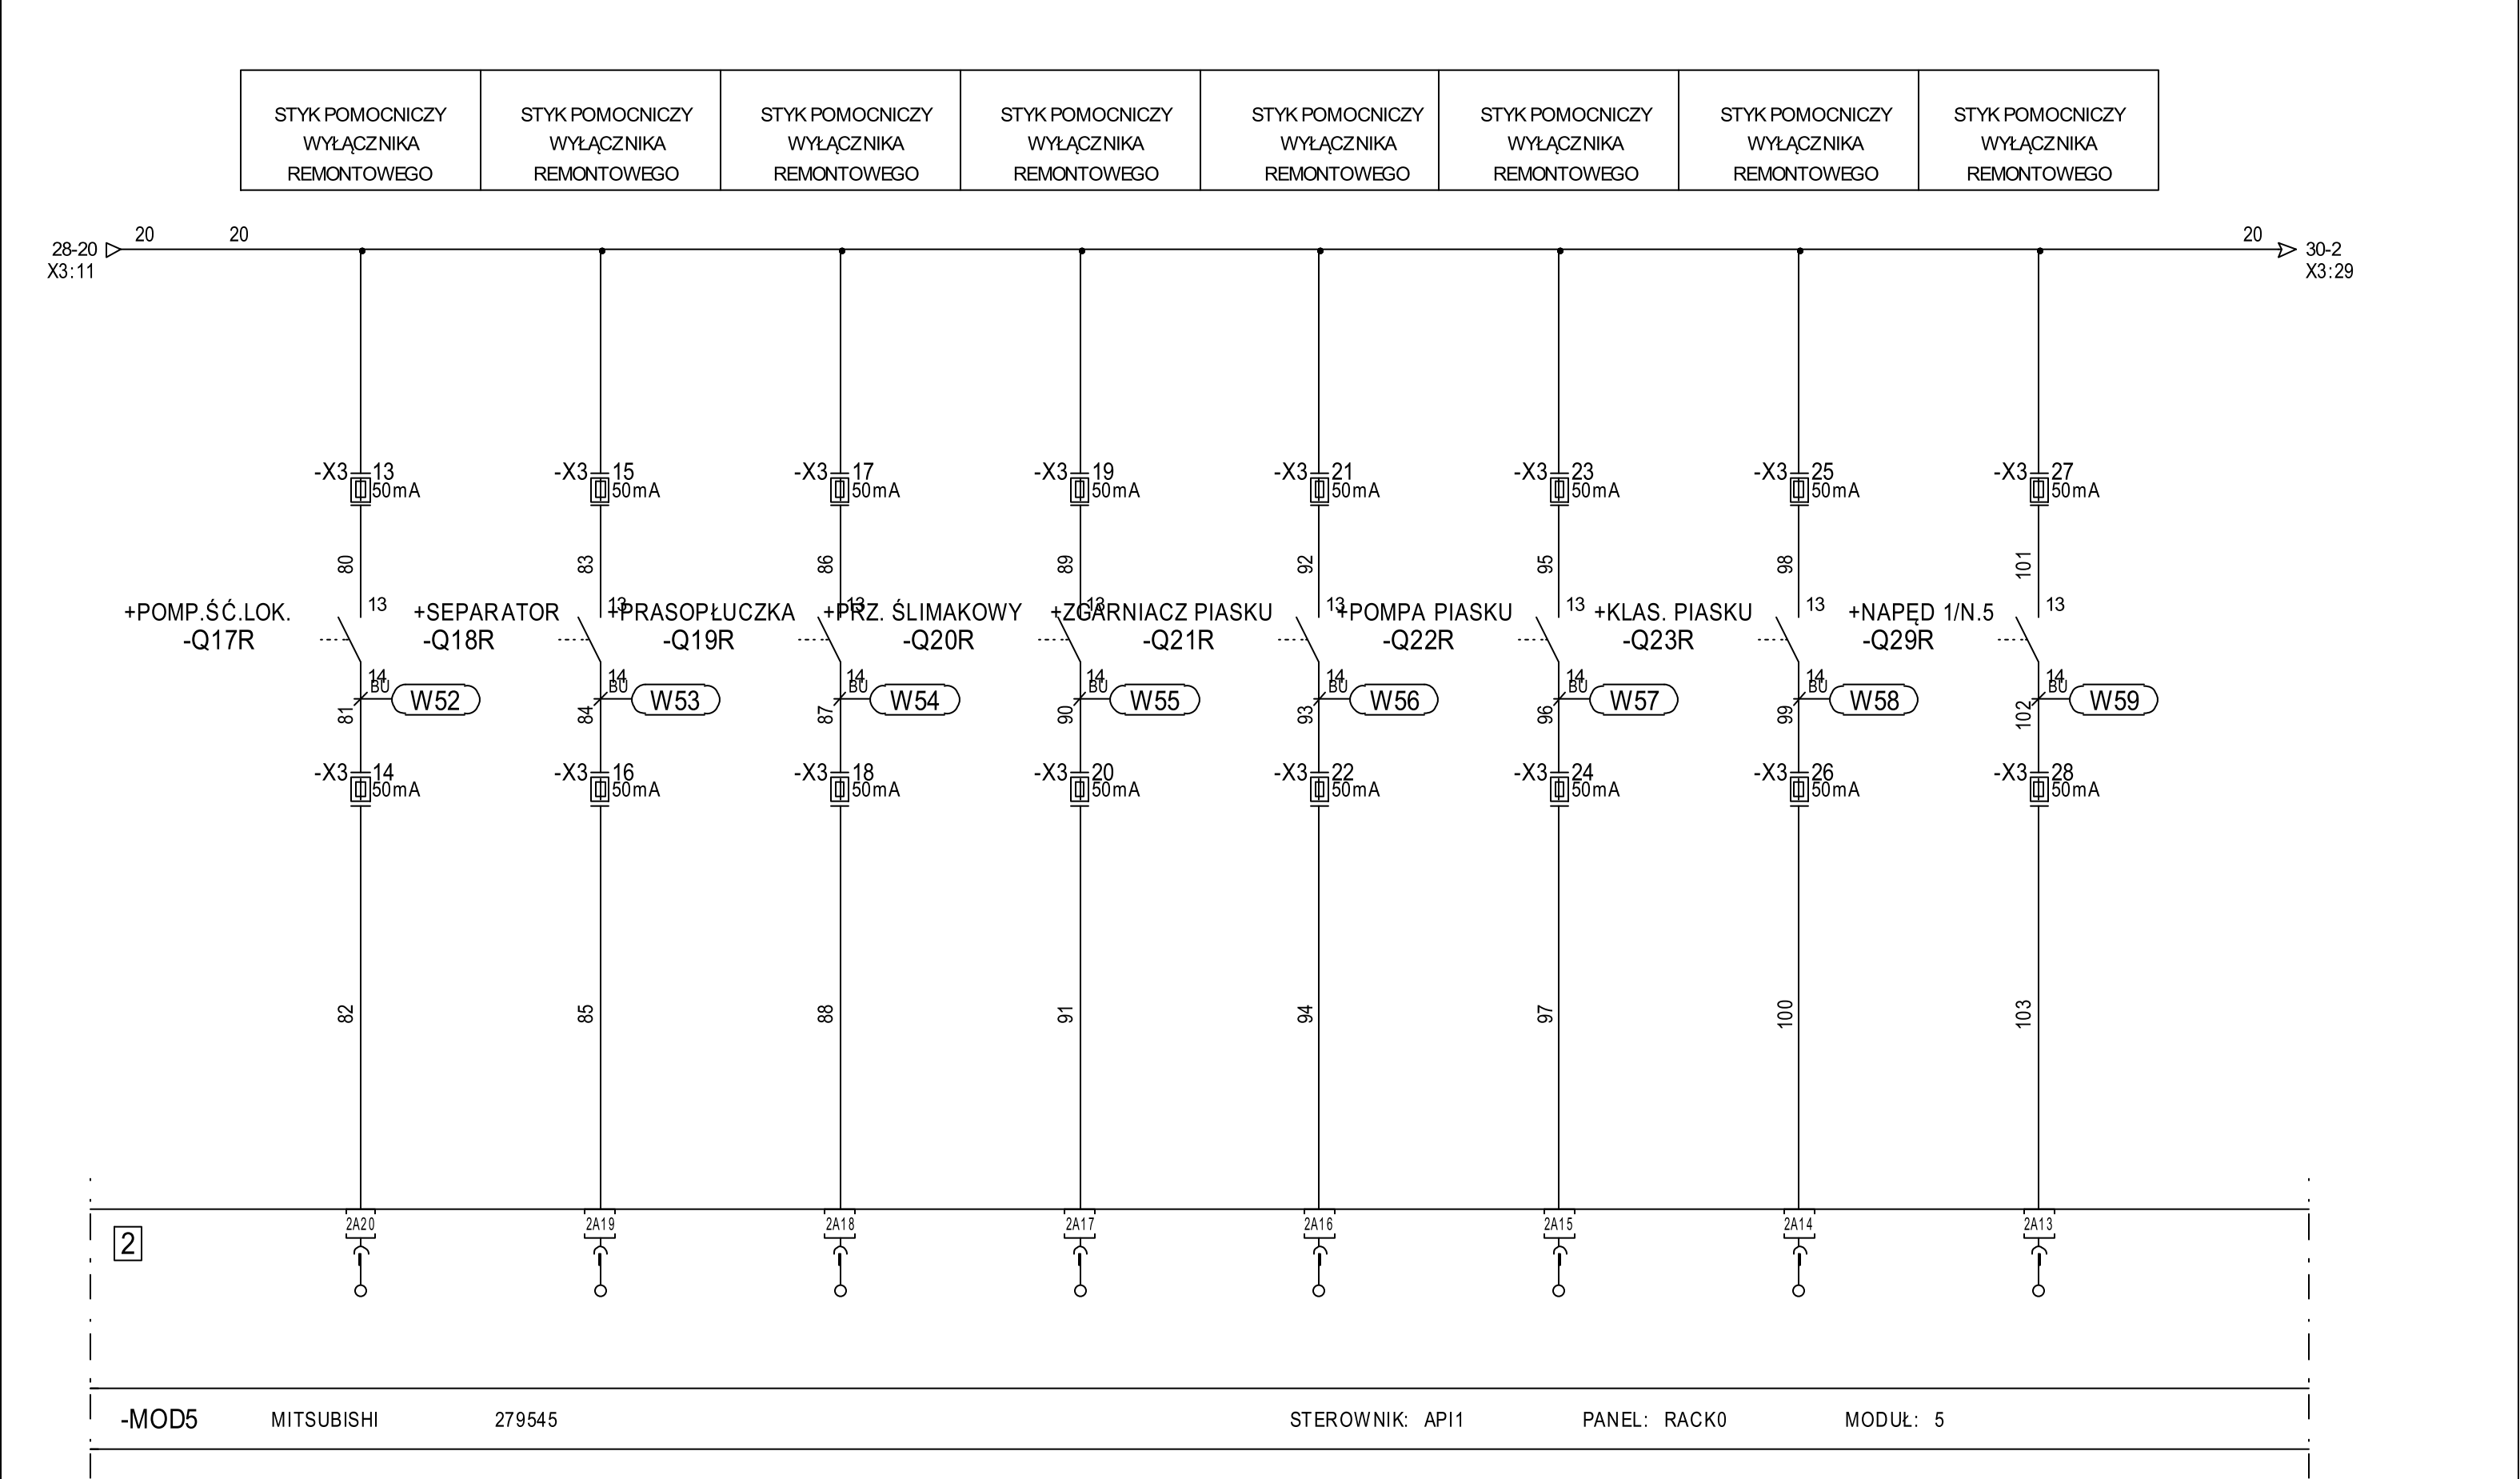 STYK POMOCNICZY WYŁĄCZNIKA REMONTOWEGO
STYK POMOCNICZY WYŁĄCZNIKA REMONTOWEGO
STYK POMOCNICZY WYŁĄCZNIKA REMONTOWEGO
STYK POMOCNICZY WYŁĄCZNIKA REMONTOWEGO
STYK POMOCNICZY WYŁĄCZNIKA REMONTOWEGO
STYK POMOCNICZY WYŁĄCZNIKA REMONTOWEGO
STYK POMOCNICZY WYŁĄCZNIKA REMONTOWEGO
STYK POMOCNICZY WYŁĄCZNIKA REMONTOWEGO
20 20 20
28-20 30-2
X3:11 X3:29
-X3 13 -X3 15 -X3 17 -X3 19 -X3 21 -X3 23 -X3 25 -X3 27
50mA 50mA 50mA 50mA 50mA 50mA 50mA 50mA
80 83 86 89 92 95 98 101
13 13 13 13 13 13 13 13
+POMP.ŚĆ.LOK. +SEPARATOR +PRASOPŁUCZKA +PRZ. ŚLIMAKOWY +ZGARNIACZ PIASKU +POMPA PIASKU +KLAS. PIASKU +NAPĘD 1/N.5
-Q17R -Q18R -Q19R -Q20R -Q21R -Q22R -Q23R -Q29R
14 14 14 14 14 14 14 14
BU BU BU BU BU BU BU BU
W52 W53 W54 W55 W56 W57 W58 W59
81 84 87 90 93 96 99 102
-X3 14 -X3 16 -X3 18 -X3 20 -X3 22 -X3 24 -X3 26 -X3 28
50mA 50mA 50mA 50mA 50mA 50mA 50mA 50mA
82 85 88 91 94 97 100 103
2A20 2A19 2A18 2A17 2A16 2A15 2A14 2A13
2
-MOD5 MITSUBISHI 279545 STEROWNIK: API1 PANEL: RACK0 MODUŁ: 5